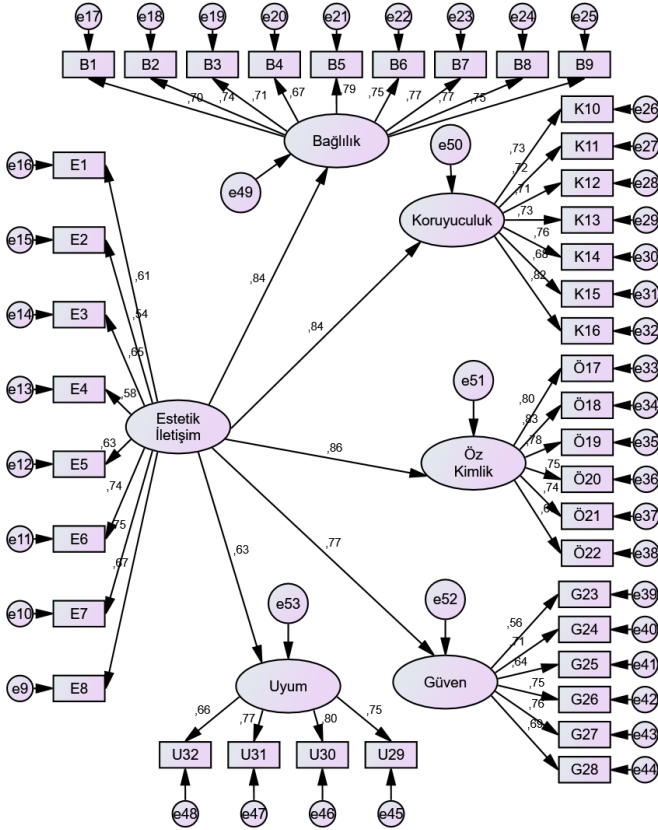 e17 e18 e19 e20 e21 e22 e23 e24 e25
B1 B2 B3 B4 B5 B6 B7 B8 B9
,70 ,74 ,71 ,67 ,79 ,75 ,77 ,77 ,75
Bağlılık
e49
e50
Koruyuculuk
K10 e26
K11 e27
K12 e28
K13 e29
K14 e30
K15 e31
K16 e32
,73
,72
,71
,73
,76
,68
,82
e16 E1
e15 E2
e14 E3
e13 E4
e12 E5
e11 E6
e10 E7
e9 E8
,61
,54
,65
,58
,63
,74
,75
,67
Estetik
İletişim
,84
,84
,86
,77
,63
e51
Öz
Kimlik
Ö17 e33
Ö18 e34
Ö19 e35
Ö20 e36
Ö21 e37
Ö22 e38
,80
,83
,78
,75
,74
e52
Güven
G23 e39
G24 e40
G25 e41
G26 e42
G27 e43
G28 e44
,56
,71
,64
,75
,76
,69
e53
Uyum
,66 ,77 ,80 ,75
U32 U31 U30 U29
e48 e47 e46 e45